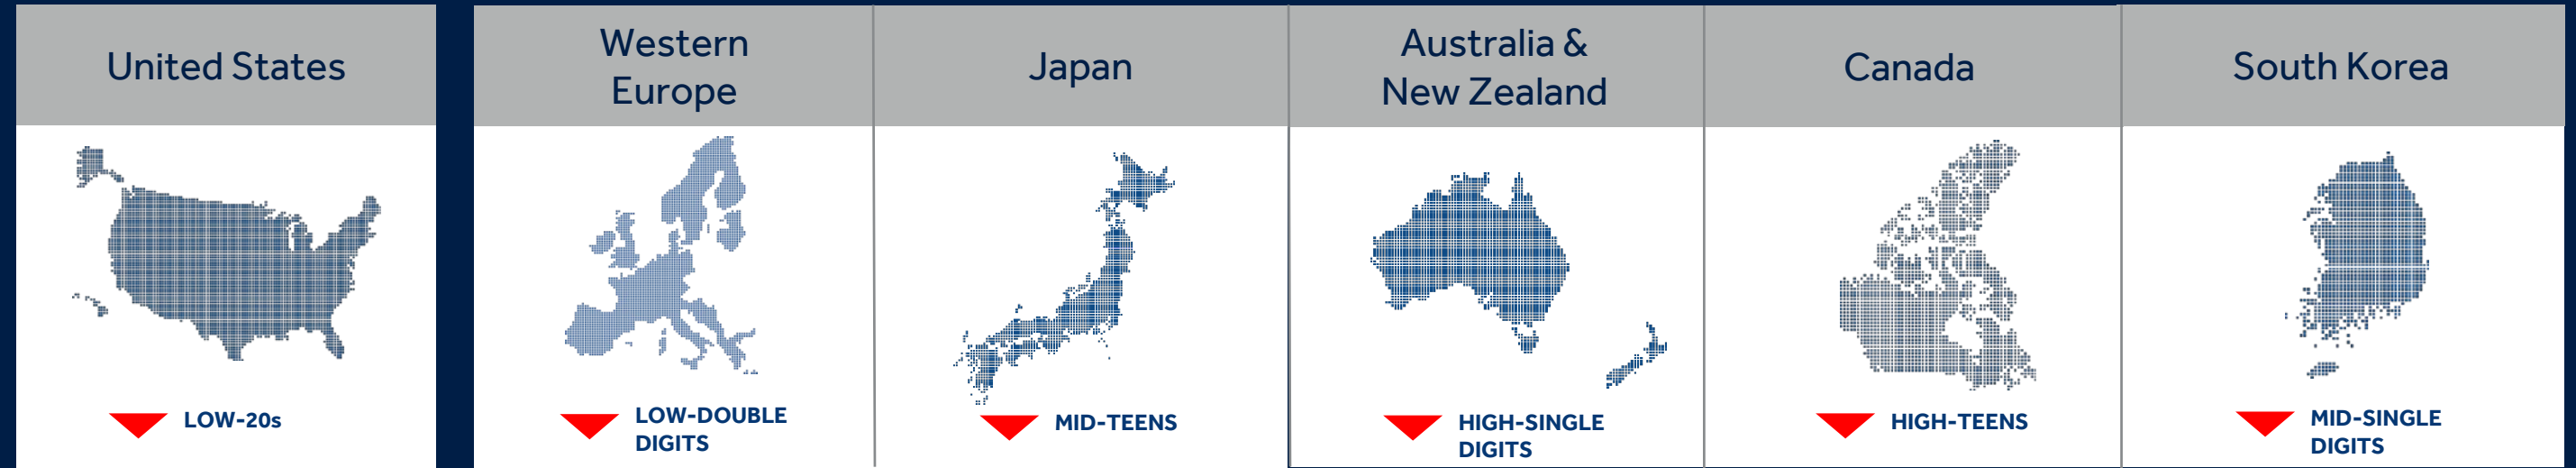 United States
LOW-20s
Western
Europe
LOW-DOUBLE
DIGITS
Japan
MID-TEENS
Australia &
New Zealand
HIGH-SINGLE
DIGITS
Canada
HIGH-TEENS
South Korea
MID-SINGLE
DIGITS